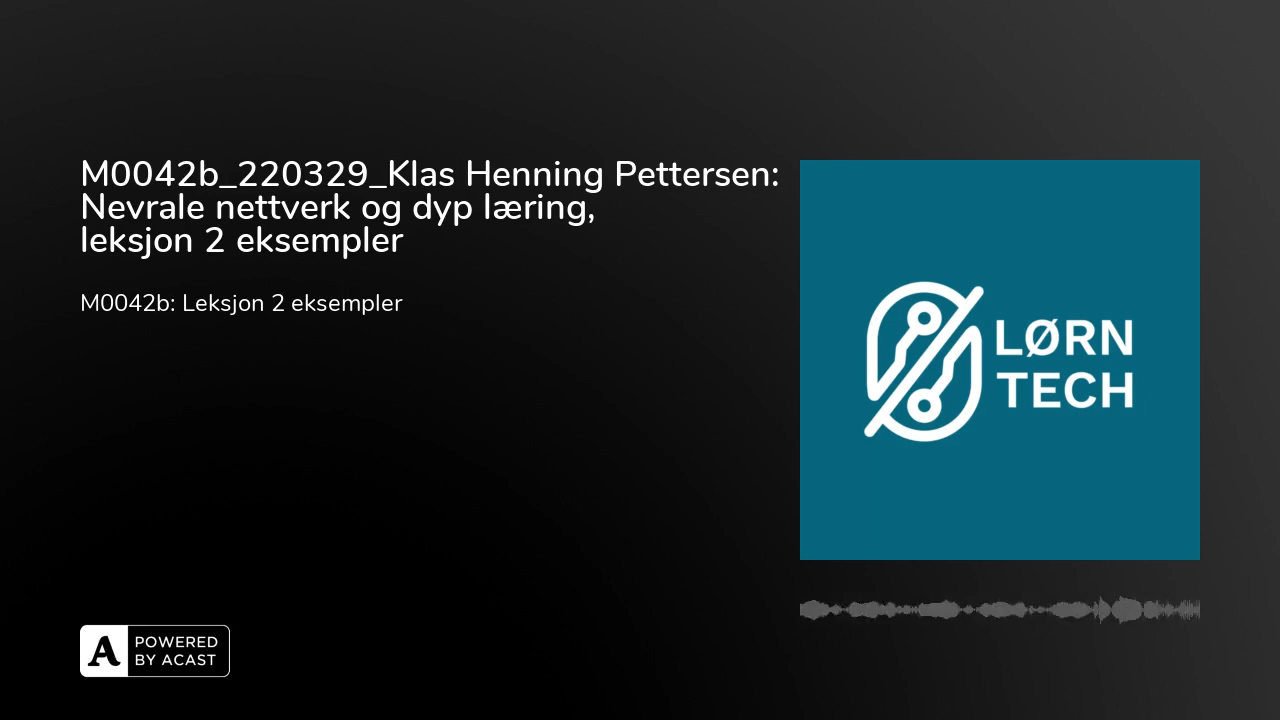 M0042b_220329_Klas Henning Pettersen:
Nevrale nettverk og dyp læring,
leksjon 2 eksempler
M0042b: Leksjon 2 eksempler
LØRN
TECH
A
POWERED
BY ACAST